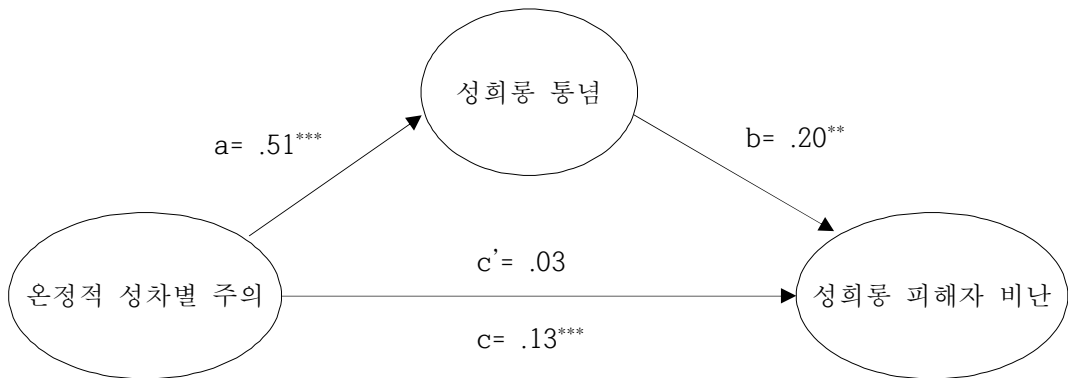 성희롱 통념
a= .51***
b= .20**
온정적 성차별 주의
c’= .03
성희롱 피해자 비난
c= .13***